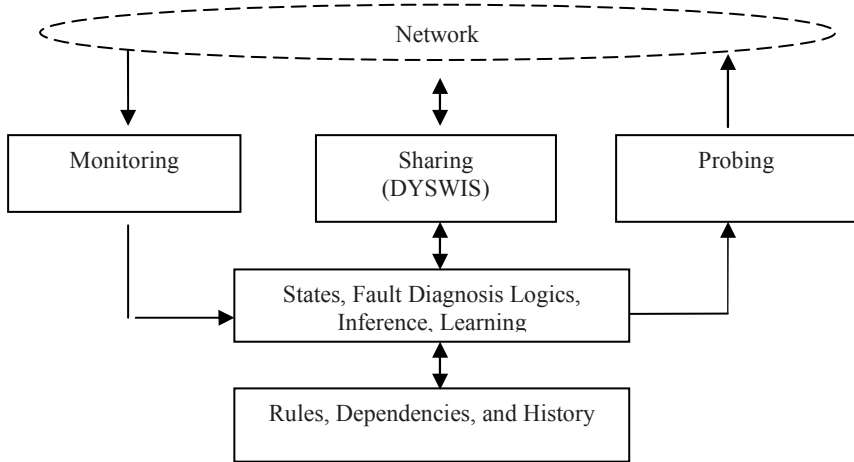 Network
Monitoring
Sharing
(DYSWIS)
Probing
States, Fault Diagnosis Logics,
Inference, Learning
Rules, Dependencies, and History